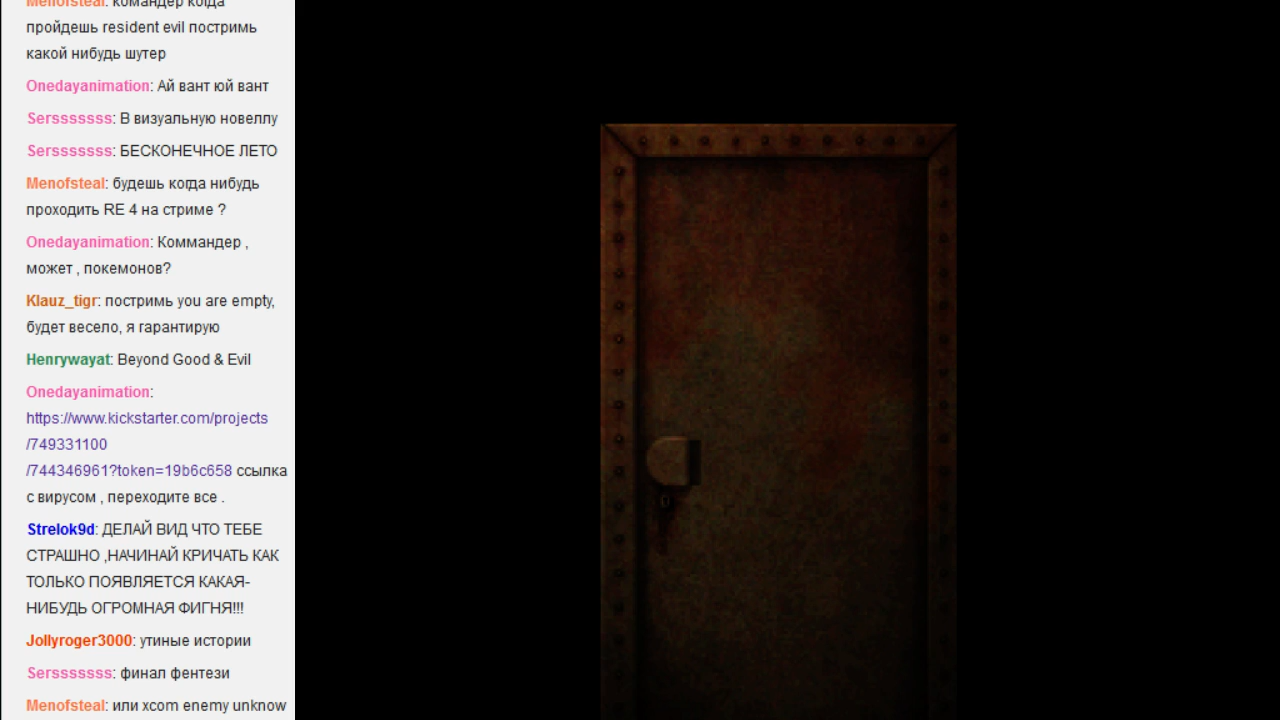 Menofsteal: командер когда
пройдешь resident evil постримь
какой нибудь шутер
Onedayanimation: Ай вант юй вант
Sersssssss: В визуальную новеллу
Sersssssss: БЕСКОНЕЧНОЕ ЛЕТО
Menofsteal: будешь когда нибудь
проходить RE 4 на стриме ?
Onedayanimation: Коммандер ,
может , покемонов?
Klauz_tigr: постримь you are empty,
будет весело, я гарантирую
Henrywayat: Beyond Good & Evil
Onedayanimation:
https://www.kickstarter.com/projects
/749331100
/744346961?token=19b6c658 ссылка
с вирусом , переходите все .
Strelok9d: ДЕЛАЙ ВИД ЧТО ТЕБЕ
СТРАШНО ,НАЧИНАЙ КРИЧАТЬ КАК
ТОЛЬКО ПОЯВЛЯЕТСЯ КАКАЯ-
НИБУДЬ ОГРОМНАЯ ФИГНЯ!!!
Jollyroger3000: утиные истории
Sersssssss: финал фентези
Menofsteal: или xcom enemy unknow